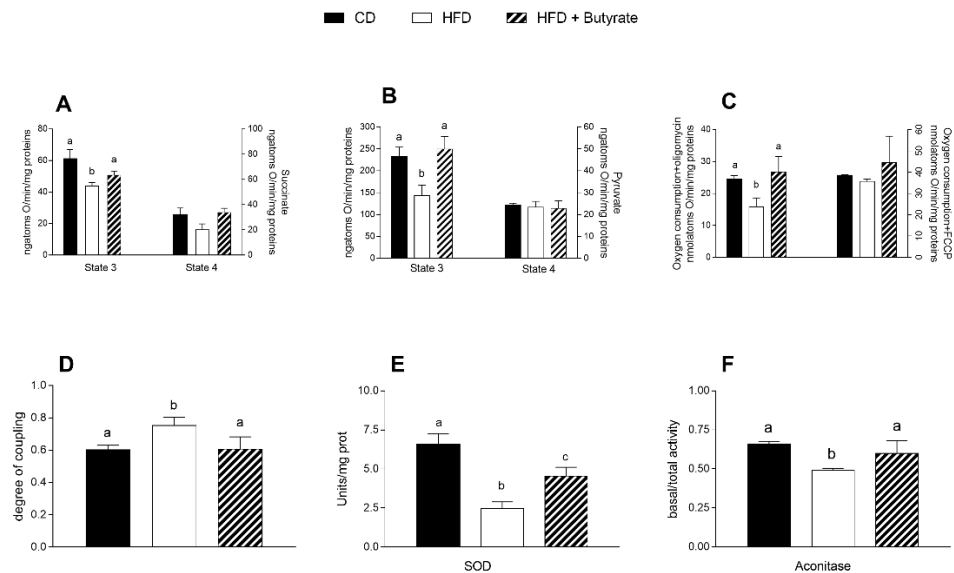 CD HFD HFD + Butyrate
A
ngatoms O/min/mg proteins
80
60
40
20
0
a
b
a
State 3 State 4
100
80
60
40
20
0
Succinate
ngatoms O/min/mg proteins
B
ngatoms O/min/mg proteins
300
250
200
150
100
50
0
a
b
a
State 3 State 4
60
50
40
30
20
10
0
Pyruvate
ngatoms O/min/mg proteins
C
Oxygen consumption+oligomycin
nmolatoms O/min/mg proteins
40
30
20
10
0
a
b
a
60
50
40
30
20
10
0
Oxygen consumption+FCCP
nmolatoms O/min/mg proteins
D
degree of coupling
1.0
0.8
0.6
0.4
0.2
0.0
a
b
a
E
Units/mg prot
10.0
7.5
5.0
2.5
0.0
a
b
c
SOD
F
basal/total activity
1.00
0.75
0.50
0.25
0.00
a
b
a
Aconitase